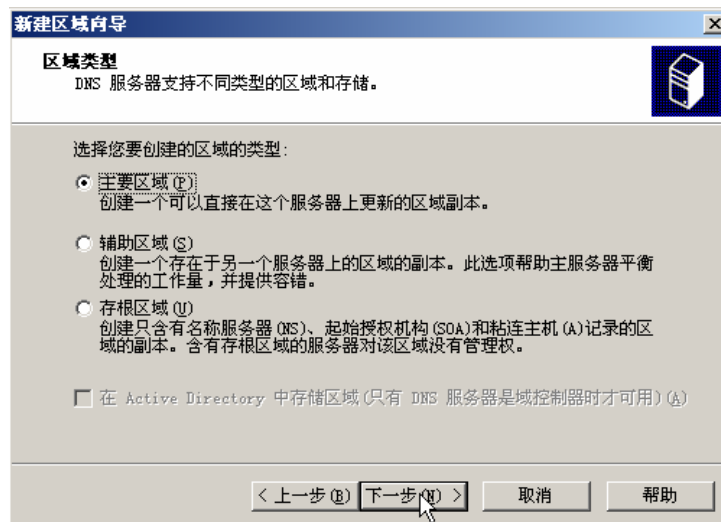 新建区域向导
区域类型
DNS 服务器支持不同类型的区域和存储。
选择您要创建的区域的类型:
主要区域(P)
创建一个可以直接在这个服务器上更新的区域副本。
辅助区域(S)
创建一个存在于另一个服务器上的区域的副本。此选项帮助主服务器平衡
处理的工作量，并提供容错。
存根区域(U)
创建只含有名称服务器(NS)、起始授权机构(SOA)和粘连主机(A)记录的区
域的副本。含有存根区域的服务器对该区域没有管理权。
在 Active Directory 中存储区域(只有 DNS 服务器是域控制器时才可用)(A)
< 上一步(B) 下一步(N) > 取消 帮助